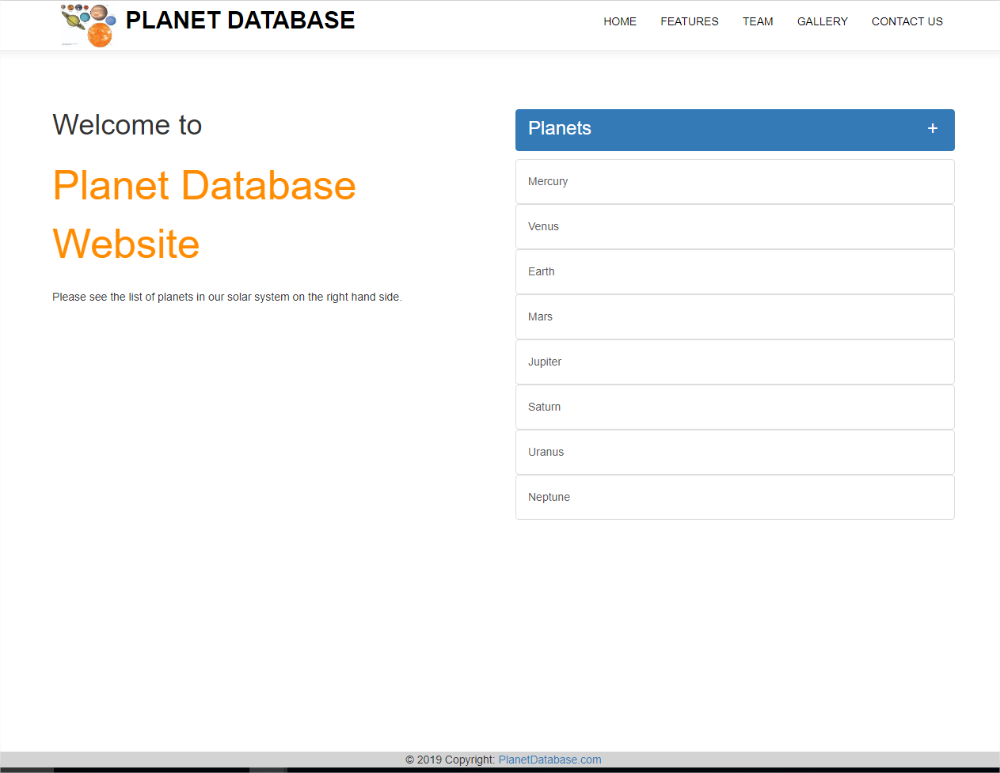 PLANET DATABASE
HOME FEATURES TEAM GALLERY CONTACT US
Welcome to
Planet Database
Website
Please see the list of planets in our solar system on the right hand side.
Planets +
Mercury
Venus
Earth
Mars
Jupiter
Saturn
Uranus
Neptune
© 2019 Copyright: PlanetDatabase.com